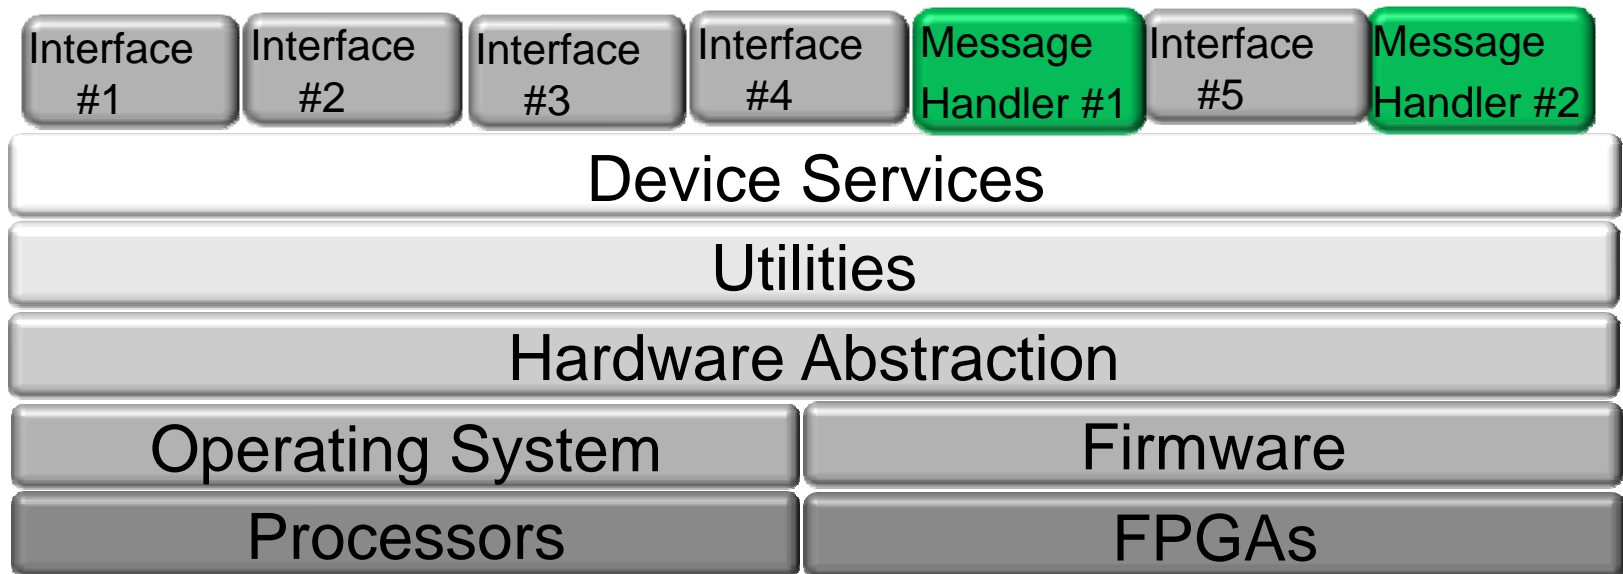 Interface
#1
Interface
#2
Interface
#3
Interface
#4
Message
Handler #1
Interface
#5
Message
Handler #2
Device Services
Utilities
Hardware Abstraction
Operating System
Firmware
Processors
FPGAs